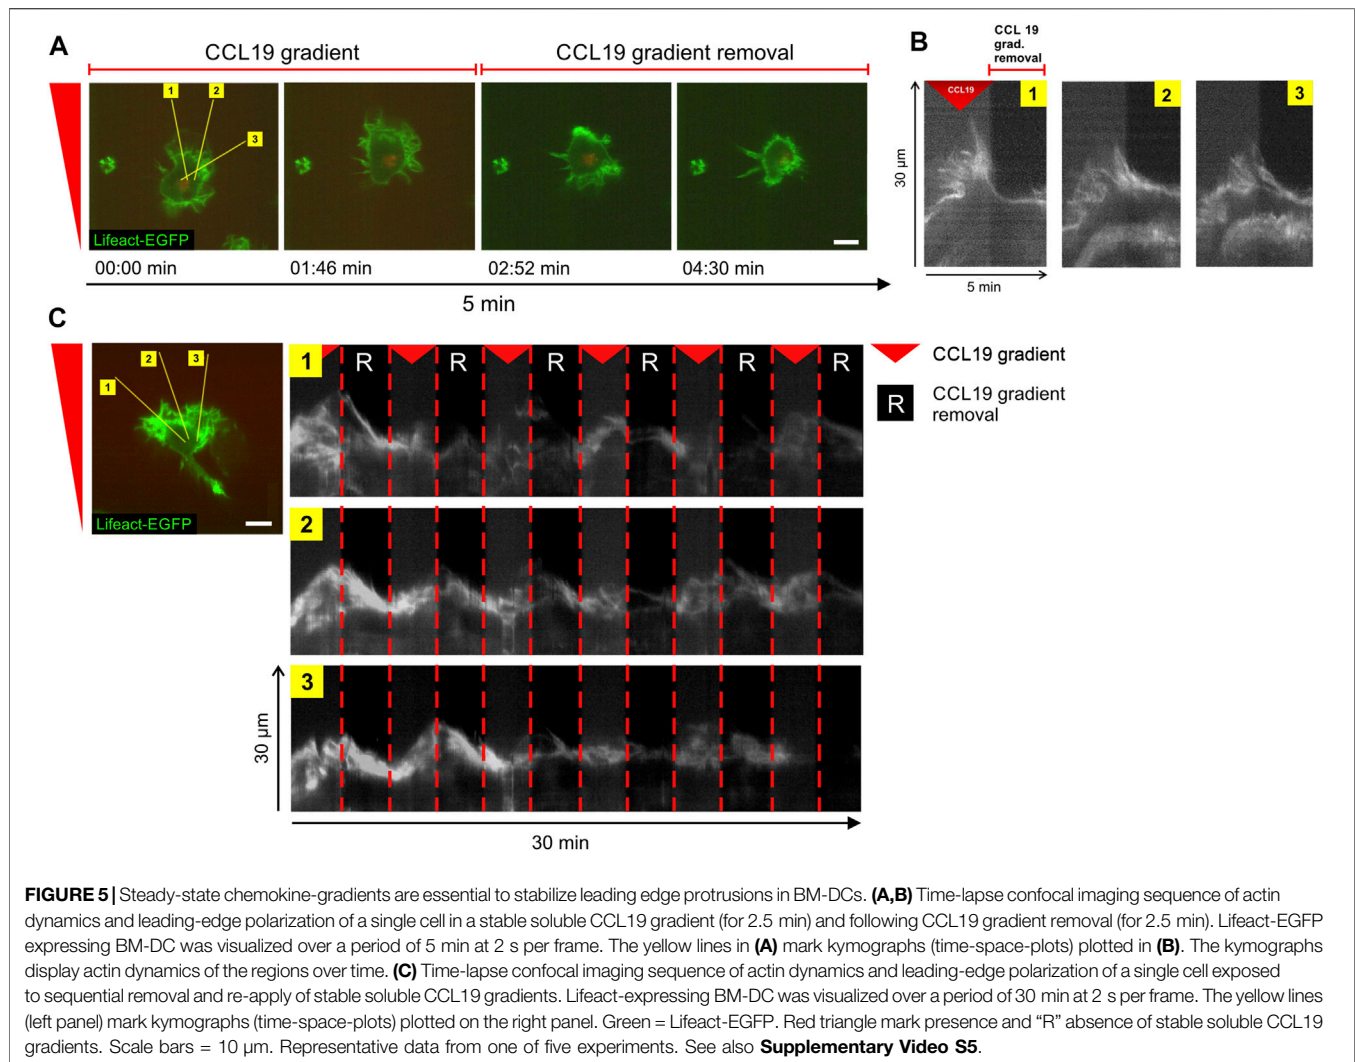 A
CCL19 gradient
CCL19 gradient removal
1
2
3
Lifeact-EGFP
00:00 min
01:46 min
02:52 min
04:30 min
5 min
B
CCL 19
grad.
removal
CCL19
1
2
3
30 µm
5 min
C
1
2
3
Lifeact-EGFP
1
R
R
R
R
R
R
2
3
30 µm
30 min
CCL19 gradient
R
CCL19 gradient
removal
FIGURE 5 | Steady-state chemokine-gradients are essential to stabilize leading edge protrusions in BM-DCs. (A,B) Time-lapse confocal imaging sequence of actin
dynamics and leading-edge polarization of a single cell in a stable soluble CCL19 gradient (for 2.5 min) and following CCL19 gradient removal (for 2.5 min). Lifeact-EGFP
expressing BM-DC was visualized over a period of 5 min at 2 s per frame. The yellow lines in (A) mark kymographs (time-space-plots) plotted in (B). The kymographs
display actin dynamics of the regions over time. (C) Time-lapse confocal imaging sequence of actin dynamics and leading-edge polarization of a single cell exposed
to sequential removal and re-apply of stable soluble CCL19 gradients. Lifeact-expressing BM-DC was visualized over a period of 30 min at 2 s per frame. The yellow lines
(left panel) mark kymographs (time-space-plots) plotted on the right panel. Green = Lifeact-EGFP. Red triangle mark presence and “R” absence of stable soluble CCL19
gradients. Scale bars = 10 µm. Representative data from one of five experiments. See also Supplementary Video S5.